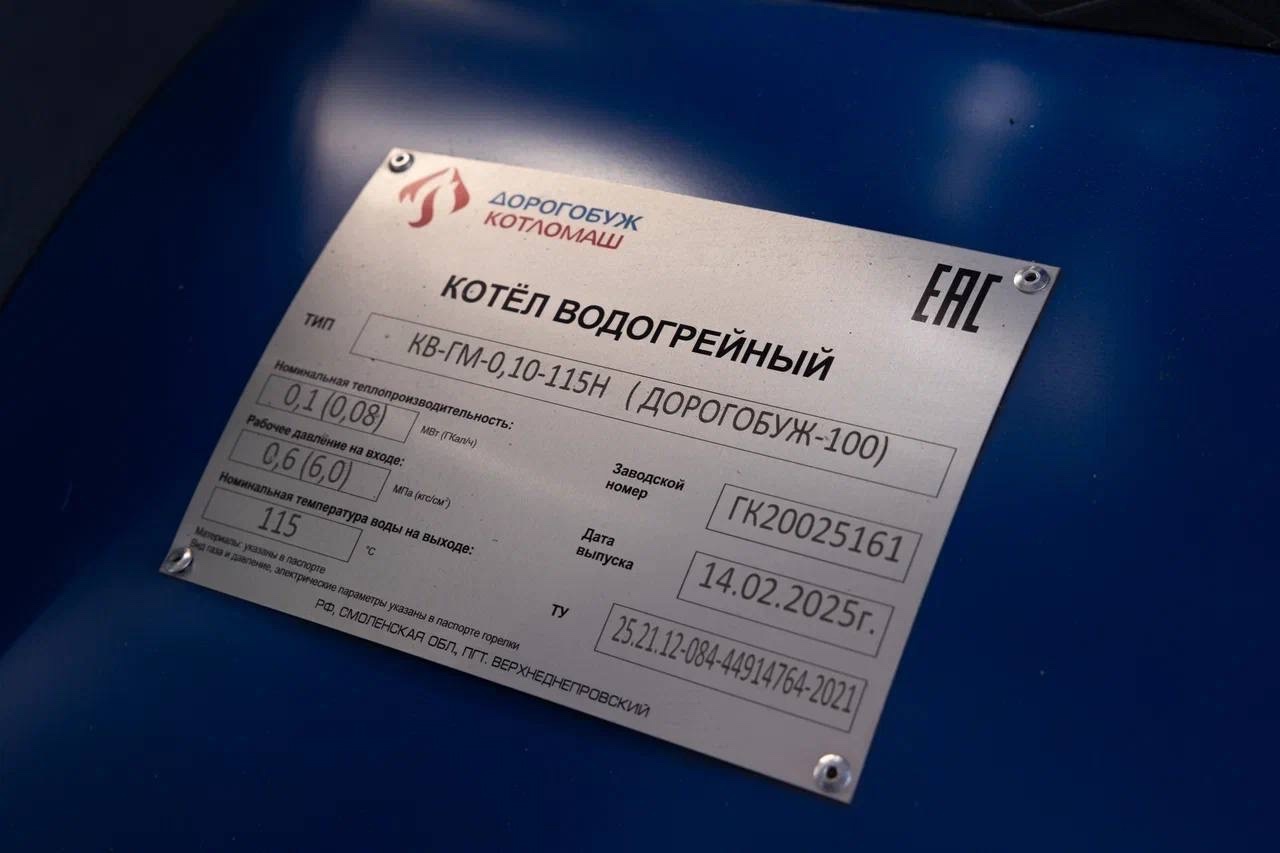 ДОРОГОБУЖ
КОТЛОМАШ
EAC
КОТЁЛ ВОДОГРЕЙНЫЙ
ТИП
КВ-ГМ-0,10-115Н (ДОРОГОБУЖ-100)
Номинальная теплопроизводительность:
0,1 (0,08)
МВт (ГКал/ч)
Рабочее давление на входе:
0,6 (6,0)
МПа (кгс/см²)
Номинальная температура воды на выходе:
115
°С
Материалы: указаны в паспорте
Вид газа и давление, электрические параметры указаны в паспорте горелки
РФ, СМОЛЕНСКАЯ ОБЛ., ПГТ. ВЕРХНЕДНЕПРОВСКИЙ
Заводской
номер
ГК20025161
Дата
выпуска
14.02.2025г.
ТУ
25.21.12-084-44914764-2021